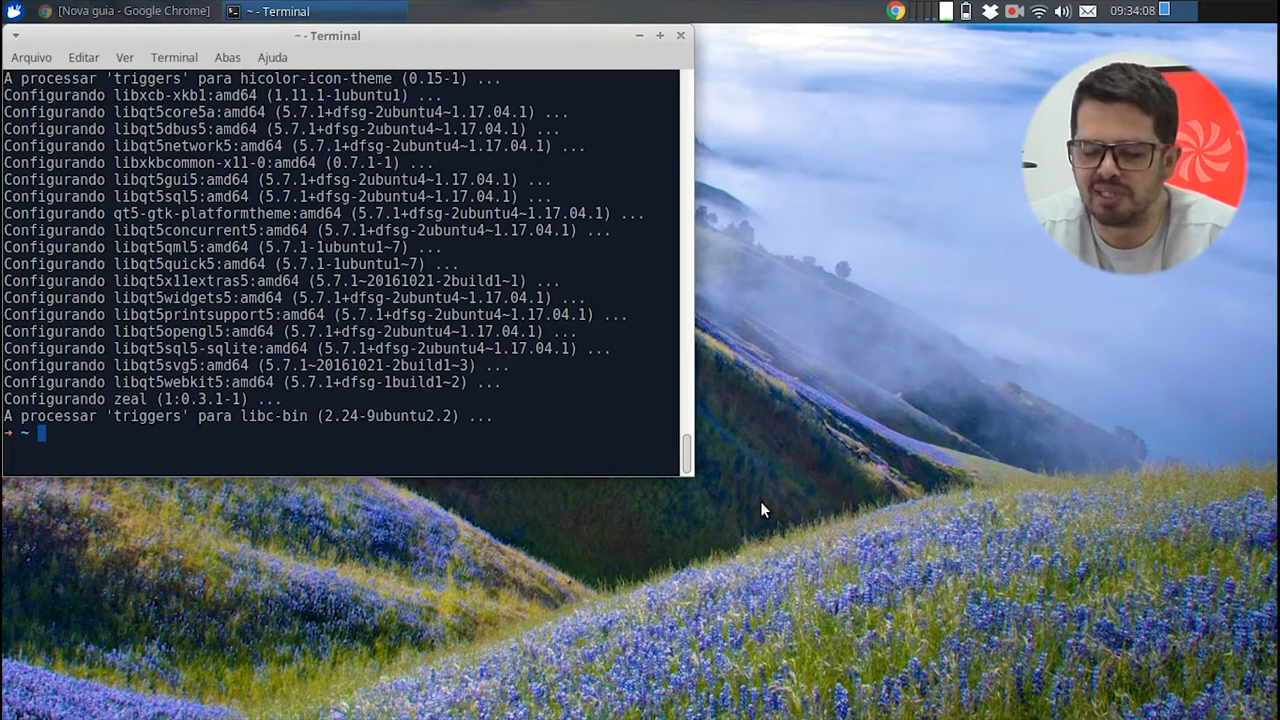 [Nova guia - Google Chrome]
~ - Terminal
09:34:08
~ - Terminal
Arquivo Editar Ver Terminal Abas Ajuda
A processar 'triggers' para hicolor-icon-theme (0.15-1) ...
Configurando libxcb-xkb1:amd64 (1.11.1-1ubuntu1) ...
Configurando libqt5core5a:amd64 (5.7.1+dfsg-2ubuntu4~1.17.04.1) ...
Configurando libqt5dbus5:amd64 (5.7.1+dfsg-2ubuntu4~1.17.04.1) ...
Configurando libqt5network5:amd64 (5.7.1+dfsg-2ubuntu4~1.17.04.1) ...
Configurando libxkbcommon-x11-0:amd64 (0.7.1-1) ...
Configurando libqt5gui5:amd64 (5.7.1+dfsg-2ubuntu4~1.17.04.1) ...
Configurando libqt5sql5:amd64 (5.7.1+dfsg-2ubuntu4~1.17.04.1) ...
Configurando qt5-gtk-platformtheme:amd64 (5.7.1+dfsg-2ubuntu4~1.17.04.1) ...
Configurando libqt5concurrent5:amd64 (5.7.1+dfsg-2ubuntu4~1.17.04.1) ...
Configurando libqt5qml5:amd64 (5.7.1-1ubuntu1~7) ...
Configurando libqt5quick5:amd64 (5.7.1-1ubuntu1~7) ...
Configurando libqt5x11extras5:amd64 (5.7.1~20161021-2build1~1) ...
Configurando libqt5widgets5:amd64 (5.7.1+dfsg-2ubuntu4~1.17.04.1) ...
Configurando libqt5printsupport5:amd64 (5.7.1+dfsg-2ubuntu4~1.17.04.1) ...
Configurando libqt5opengl5:amd64 (5.7.1+dfsg-2ubuntu4~1.17.04.1) ...
Configurando libqt5sql5-sqlite:amd64 (5.7.1+dfsg-2ubuntu4~1.17.04.1) ...
Configurando libqt5svg5:amd64 (5.7.1~20161021-2build1~3) ...
Configurando libqt5webkit5:amd64 (5.7.1+dfsg-1build1~2) ...
Configurando zeal (1:0.3.1-1) ...
A processar 'triggers' para libc-bin (2.24-9ubuntu2.2) ...
→ ~